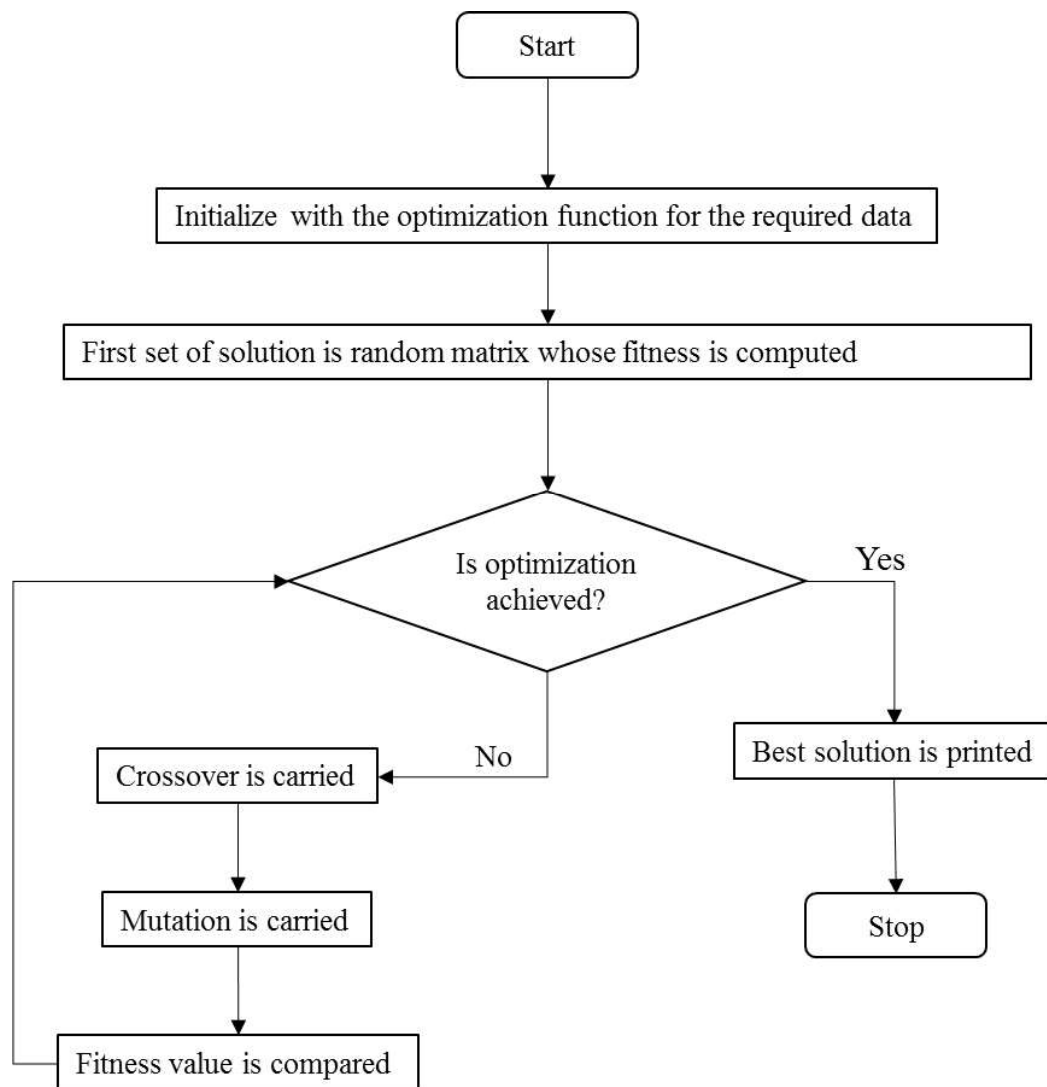 Start
Initialize with the optimization function for the required data
First set of solution is random matrix whose fitness is computed
Is optimization
achieved?
Yes
No
Best solution is printed
Crossover is carried
Mutation is carried
Stop
Fitness value is compared